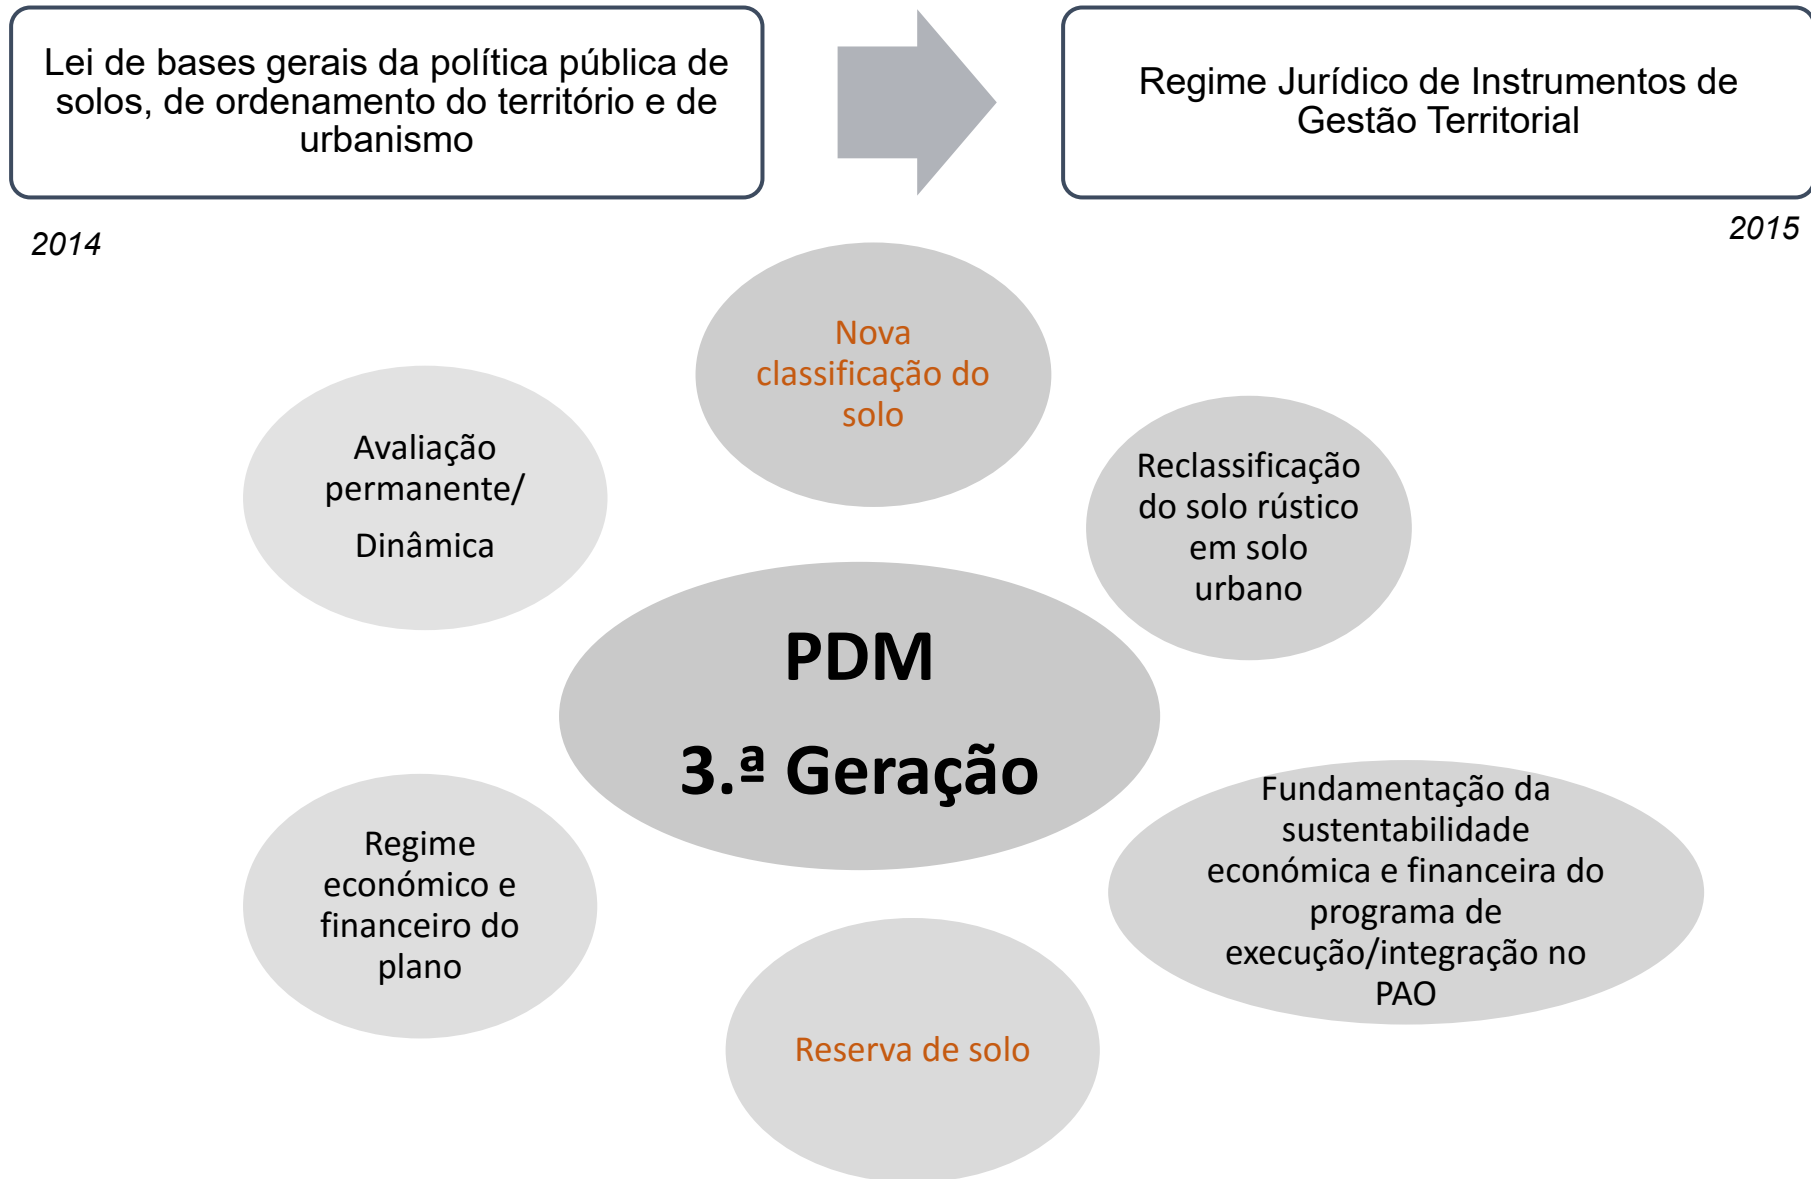 Lei de bases gerais da política pública de
solos, de ordenamento do território e de
urbanismo
Regime Jurídico de Instrumentos de
Gestão Territorial
2014
2015
Nova
classificação do
solo
Avaliação
permanente/
Dinâmica
Reclassificação
do solo rústico
em solo
urbano
PDM
3.ª Geração
Regime
económico e
financeiro do
plano
Fundamentação da
sustentabilidade
económica e financeira do
programa de
execução/integração no
PAO
Reserva de solo